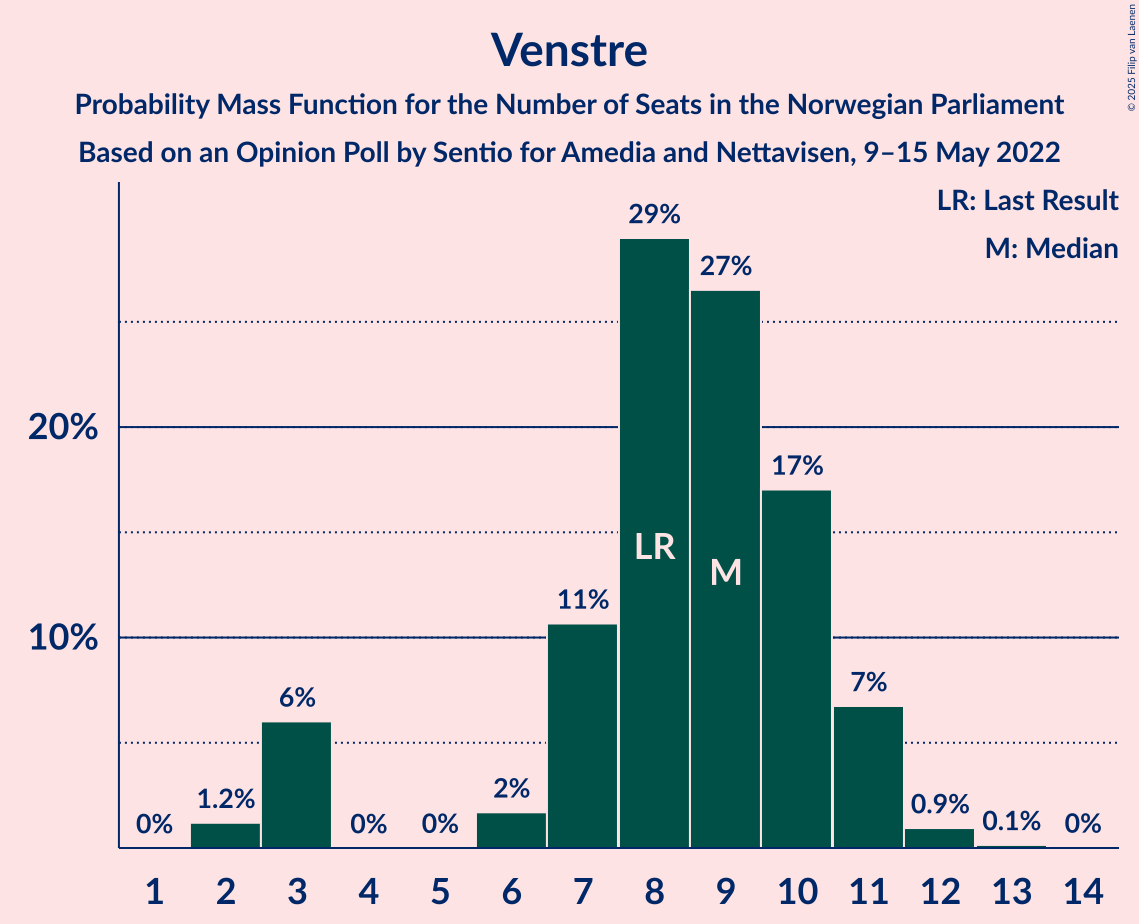 Venstre
Probability Mass Function for the Number of Seats in the Norwegian Parliament
Based on an Opinion Poll by Sentio for Amedia and Nettavisen, 9–15 May 2022
© 2025 Filip van Laenen
LR: Last Result
M: Median
29%
27%
20%
17%
LR
M
11%
10%
7%
6%
2%
1.2%
0.9%
0%
0%
0%
0.1%
0%
1 2 3 4 5 6 7 8 9 10 11 12 13 14